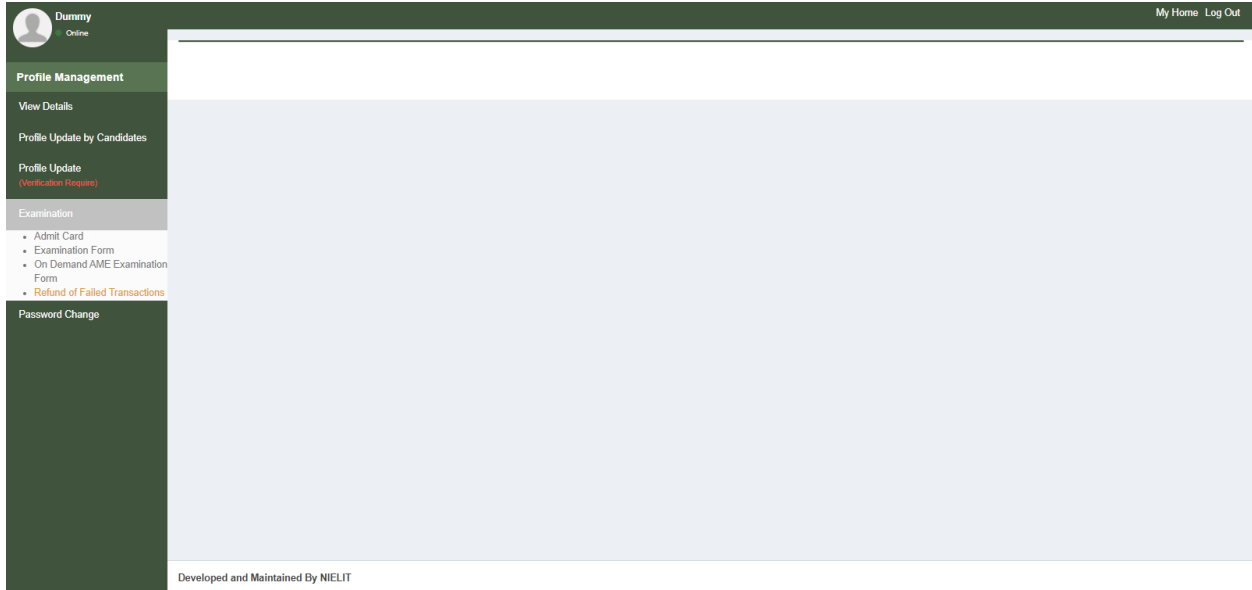 Dummy
Online
My Home Log Out
Profile Management
View Details
Profile Update by Candidates
Profile Update
(Verification Require)
Examination
Admit Card
Examination Form
On Demand AME Examination
Form
Refund of Failed Transactions
Password Change
Developed and Maintained By NIELIT